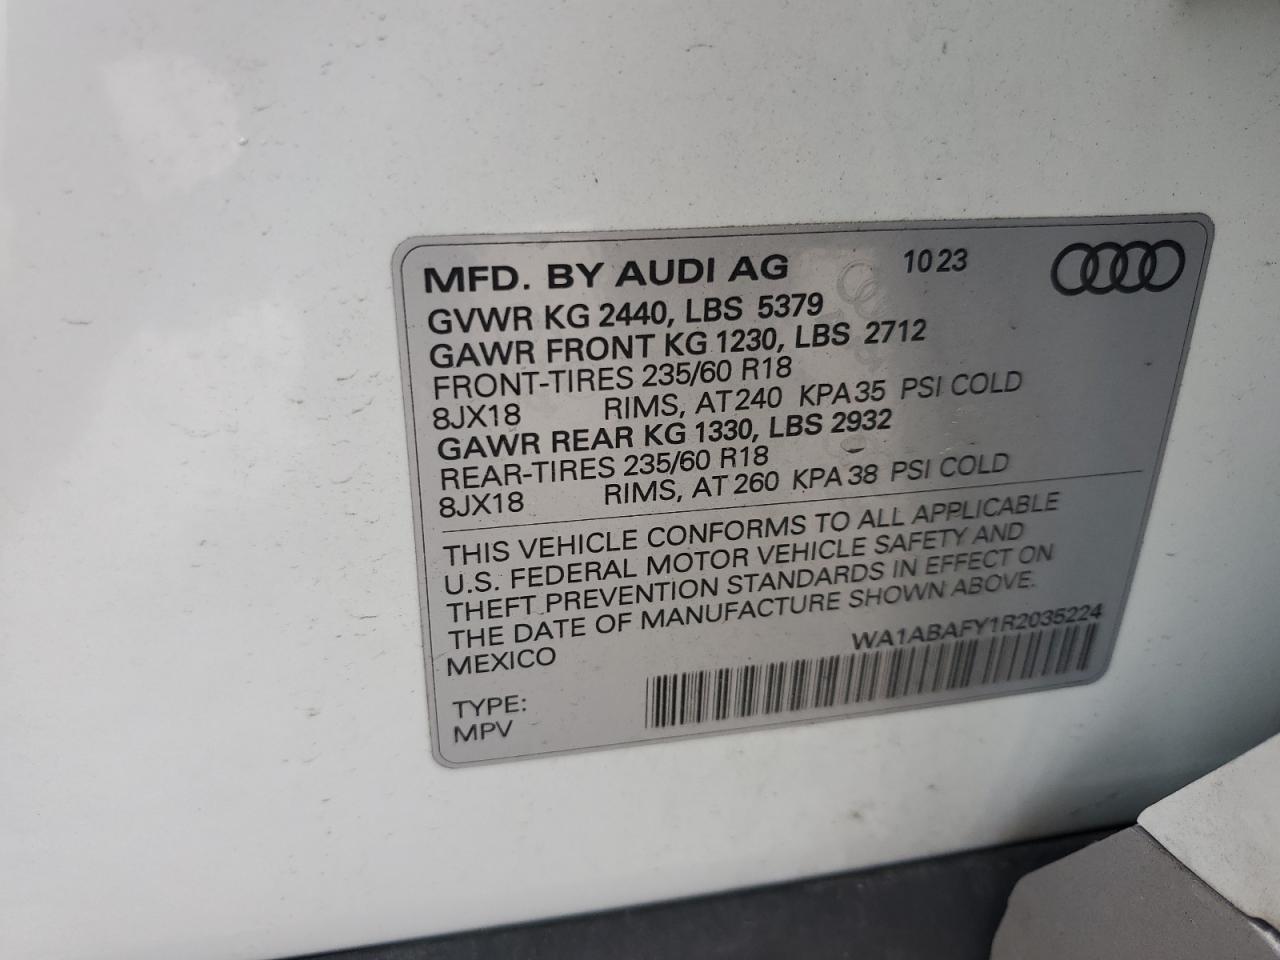 MFD. BY AUDI AG 10 23
GVWR KG 2440, LBS 5379
GAWR FRONT KG 1230, LBS 2712
FRONT-TIRES 235/60 R18
8JX18 RIMS, AT 240 KPA 35 PSI COLD
GAWR REAR KG 1330, LBS 2932
REAR-TIRES 235/60 R18
8JX18 RIMS, AT 260 KPA 38 PSI COLD
THIS VEHICLE CONFORMS TO ALL APPLICABLE
U.S. FEDERAL MOTOR VEHICLE SAFETY AND
THEFT PREVENTION STANDARDS IN EFFECT ON
THE DATE OF MANUFACTURE SHOWN ABOVE.
MEXICO
WA1ABAFY1R2035224
TYPE:
MPV